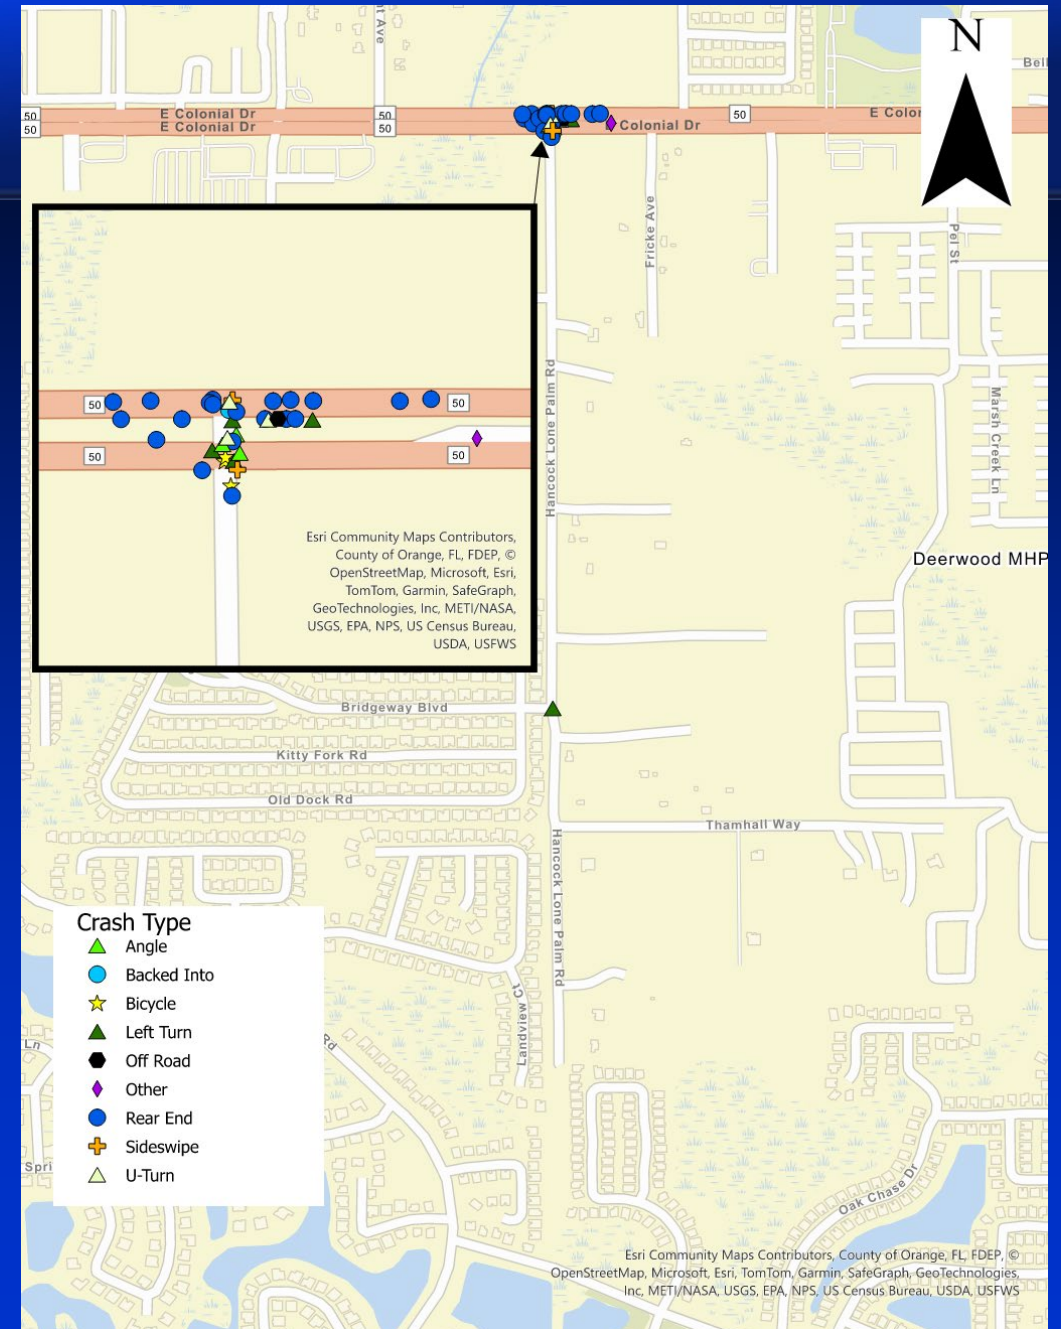 nt Ave
N
Bell
50
50
E Colonial Dr
E Colonial Dr
50
50
Colonial Dr
50
E Color
Fricke Ave
Pel St
Hancock Lone Palm Rd
Marsh Creek Ln
50
50
50
50
Esri Community Maps Contributors,
County of Orange, FL, FDEP, ©
OpenStreetMap, Microsoft, Esri,
TomTom, Garmin, SafeGraph,
GeoTechnologies, Inc, METI/NASA,
USGS, EPA, NPS, US Census Bureau,
USDA, USFWS
Deerwood MHP
Bridgeway Blvd
Kitty Fork Rd
Old Dock Rd
Thamhall Way
Hancock Lone Palm Rd
Landview Ct
Ln
Rd
Spri
Crash Type
Angle
Backed Into
Bicycle
Left Turn
Off Road
Other
Rear End
Sideswipe
U-Turn
Oak Chase Dr
Esri Community Maps Contributors, County of Orange, FL, FDEP, ©
OpenStreetMap, Microsoft, Esri, TomTom, Garmin, SafeGraph, GeoTechnologies,
Inc, METI/NASA, USGS, EPA, NPS, US Census Bureau, USDA, USFWS